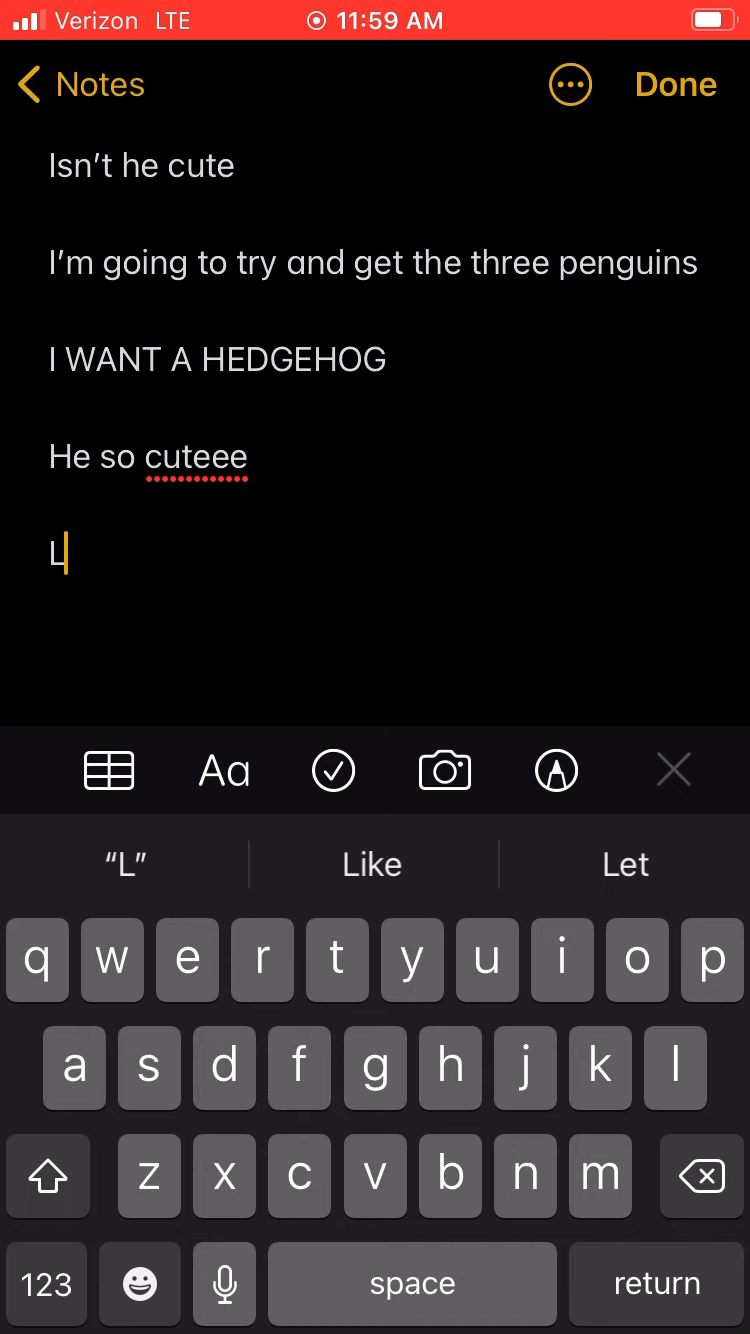 Verizon LTE 11:59 AM
Notes Done
Isn't he cute
I'm going to try and get the three penguins
I WANT A HEDGEHOG
He so cuteee
L
Aa
“L” Like Let
q w e r t y u i o p
a s d f g h j k l
z x c v b n m
123 space return